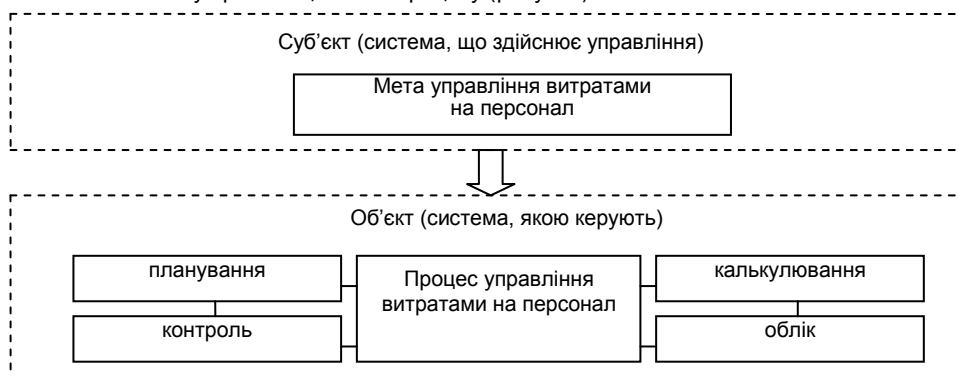 Суб’єкт (система, що здійснює управління)
Мета управління витратами
на персонал
Об’єкт (система, якою керують)
планування
Процес управління
витратами на персонал
калькулювання
контроль
облік